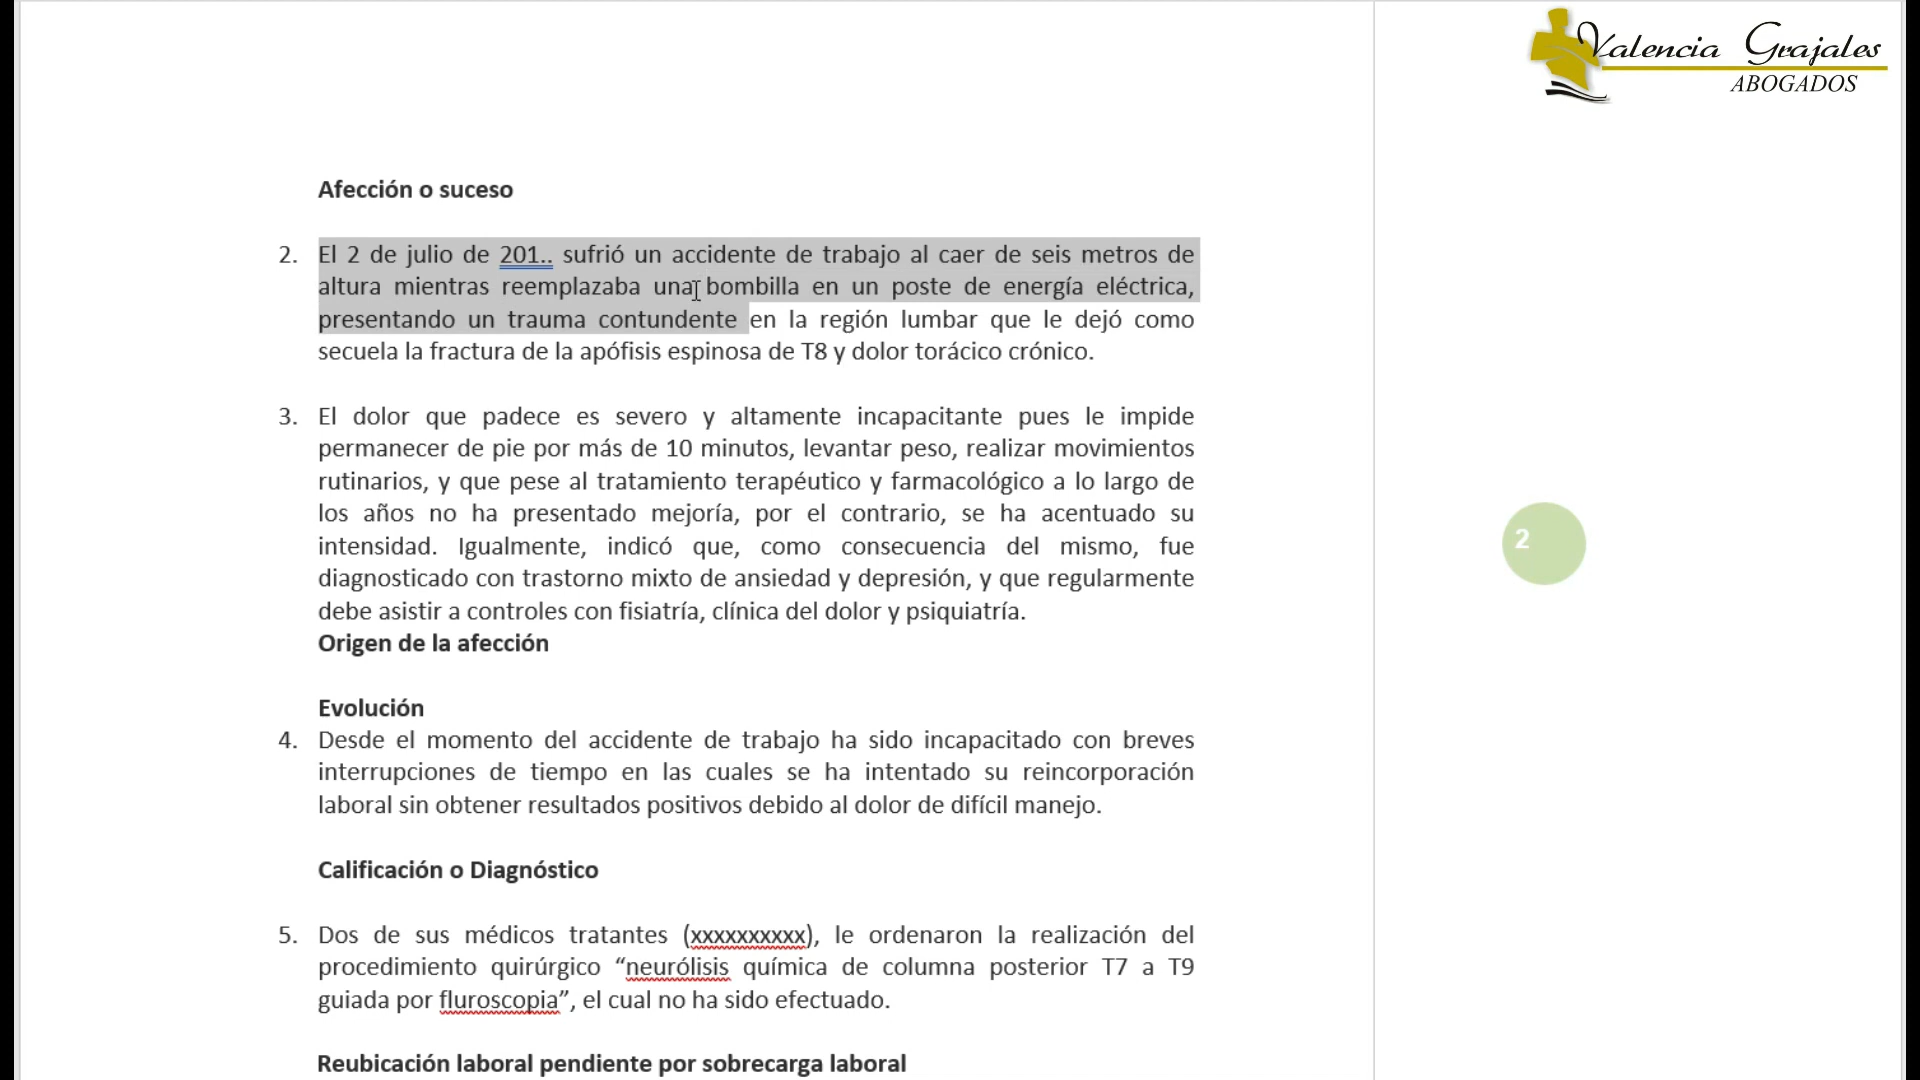 Valencia Grajales
ABOGADOS
Afección o suceso
2. El 2 de julio de 201.. sufrió un accidente de trabajo al caer de seis metros de
altura mientras reemplazaba una bombilla en un poste de energía eléctrica,
presentando un trauma contundente en la región lumbar que le dejó como
secuela la fractura de la apófisis espinosa de T8 y dolor torácico crónico.
3. El dolor que padece es severo y altamente incapacitante pues le impide
permanecer de pie por más de 10 minutos, levantar peso, realizar movimientos
rutinarios, y que pese al tratamiento terapéutico y farmacológico a lo largo de
los años no ha presentado mejoría, por el contrario, se ha acentuado su
intensidad. Igualmente, indicó que, como consecuencia del mismo, fue
diagnosticado con trastorno mixto de ansiedad y depresión, y que regularmente
debe asistir a controles con fisiatría, clínica del dolor y psiquiatría.
Origen de la afección
Evolución
4. Desde el momento del accidente de trabajo ha sido incapacitado con breves
interrupciones de tiempo en las cuales se ha intentado su reincorporación
laboral sin obtener resultados positivos debido al dolor de difícil manejo.
Calificación o Diagnóstico
5. Dos de sus médicos tratantes (xxxxxxxxxx), le ordenaron la realización del
procedimiento quirúrgico “neurólisis química de columna posterior T7 a T9
guiada por fluroscopia”, el cual no ha sido efectuado.
Reubicación laboral pendiente por sobrecarga laboral
2